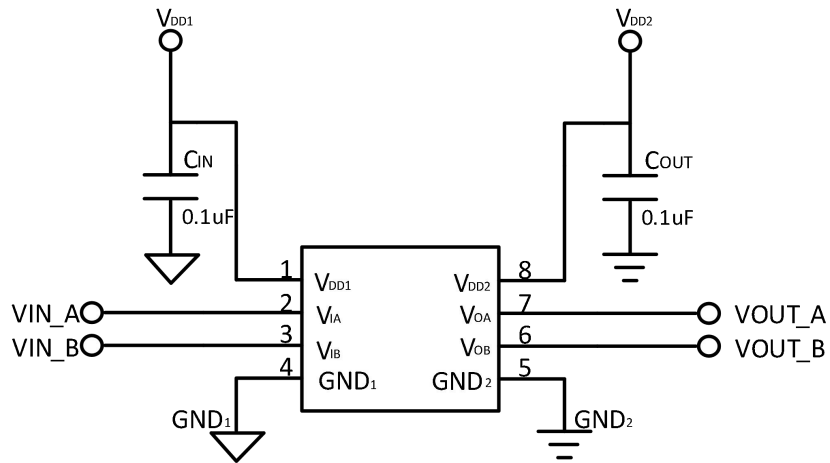 VDD1
VDD2
CIN
0.1uF
COUT
0.1uF
1
VDD1
VDD2
8
VIN_A
2
VIA
VOA
7
VOUT_A
VIN_B
3
VIB
VOB
6
VOUT_B
4
GND1
GND2
5
GND1
GND2